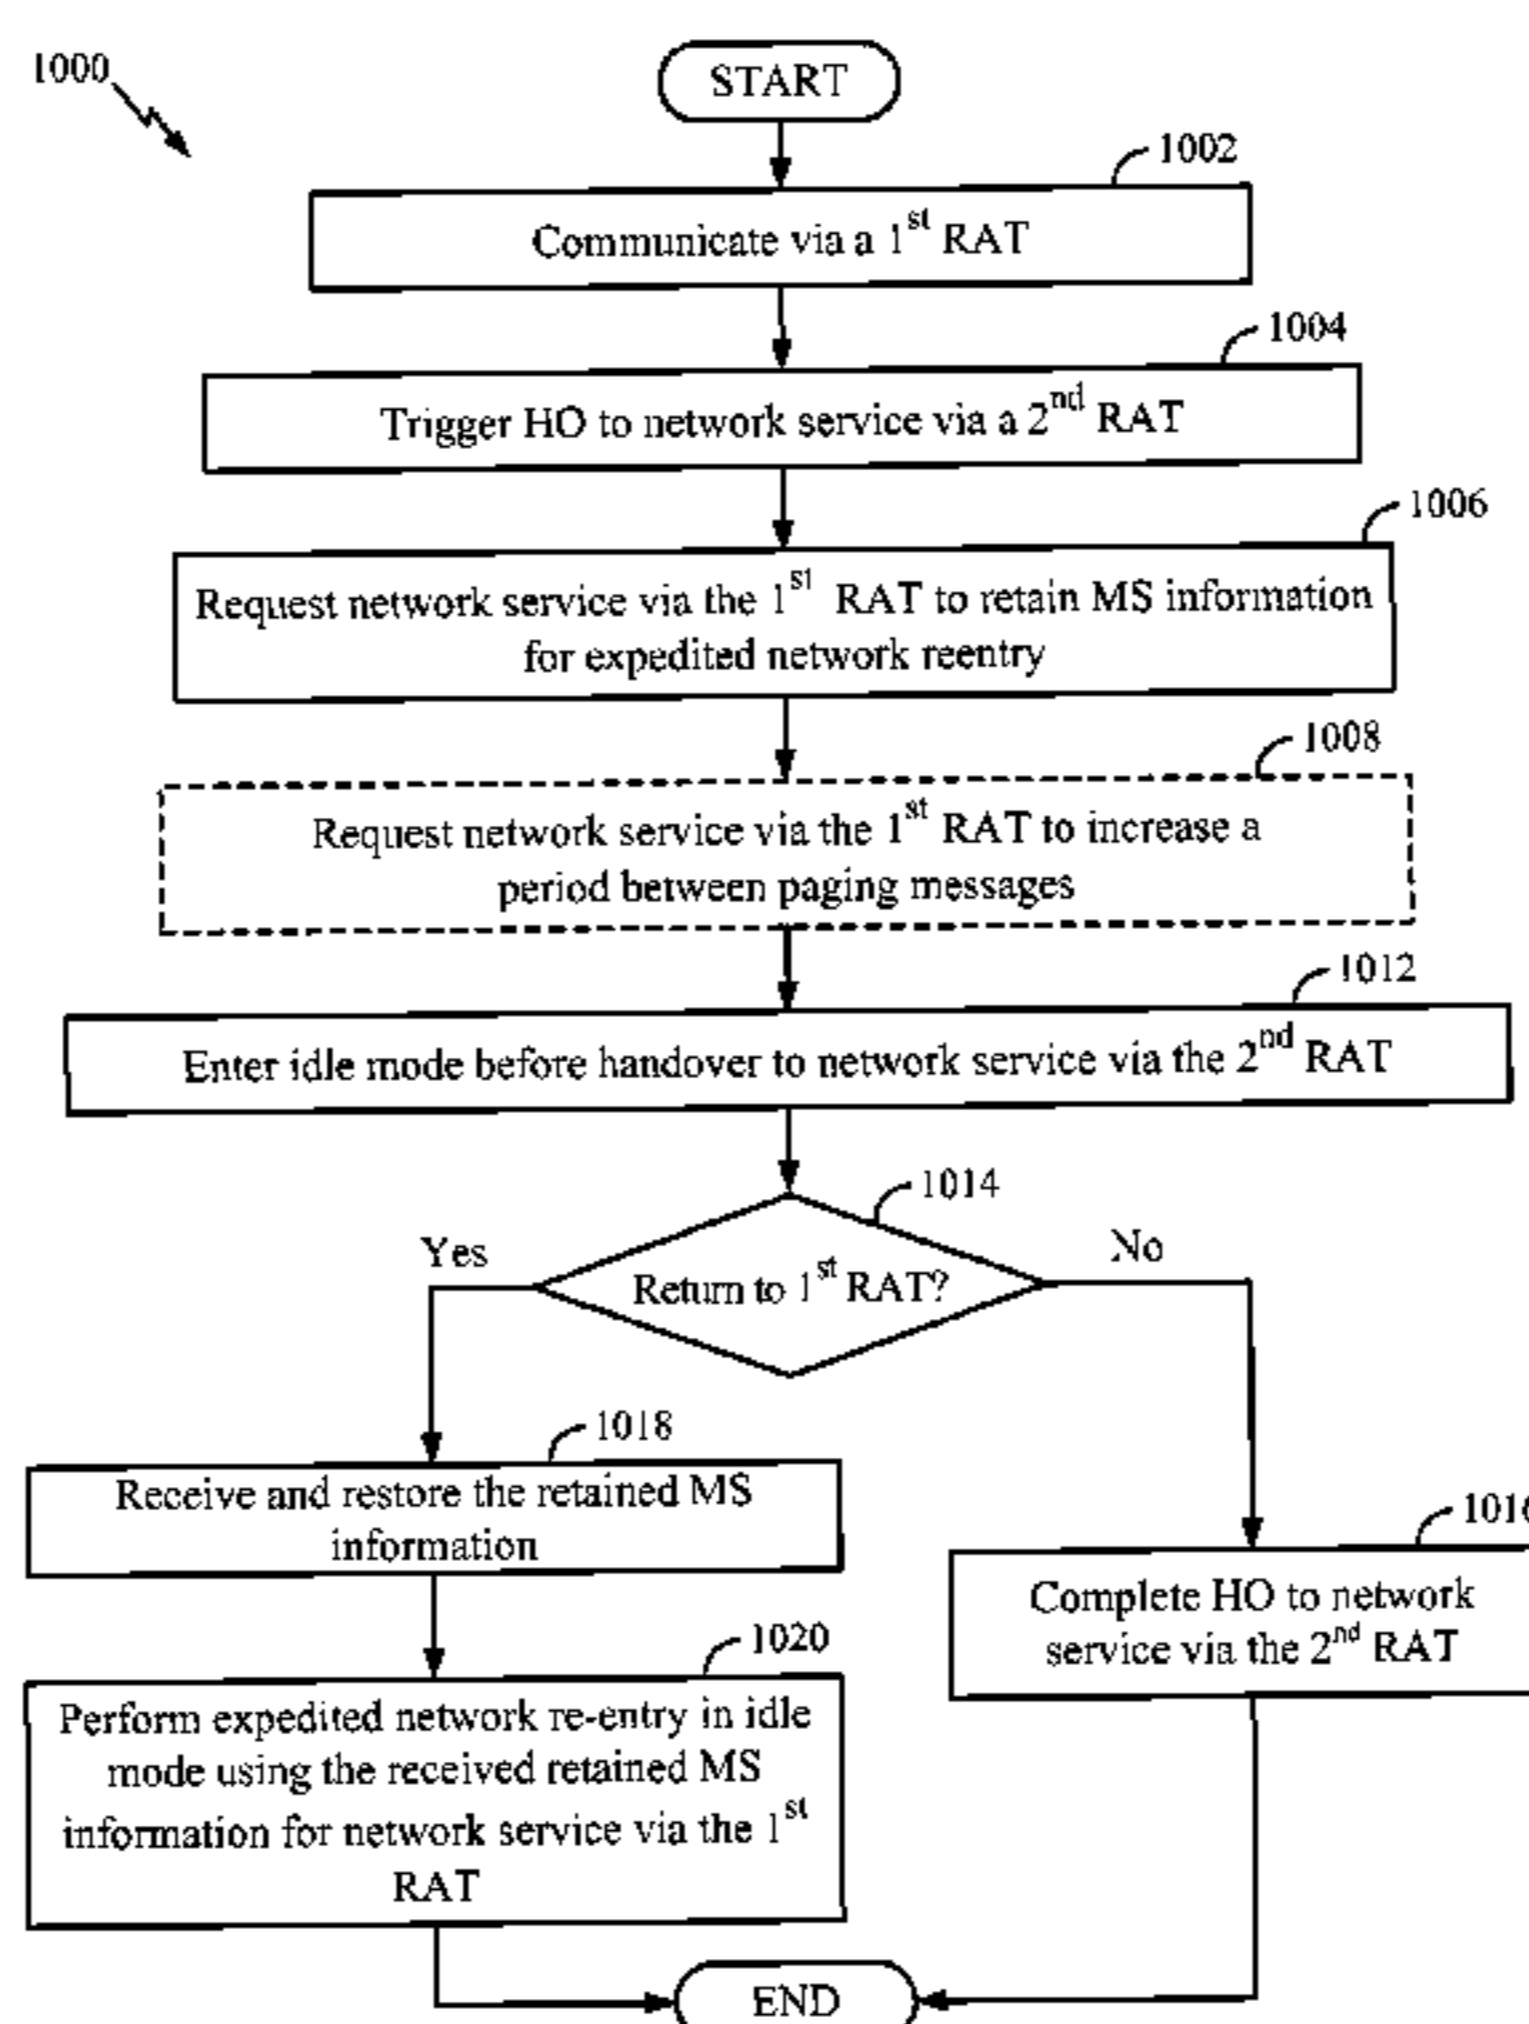 1000
START
1002
Communicate via a 1st RAT
1004
Trigger HO to network service via a 2nd RAT
1006
Request network service via the 1st RAT to retain MS information
for expedited network reentry
1008
Request network service via the 1st RAT to increase a
period between paging messages
1012
Enter idle mode before handover to network service via the 2nd RAT
1014
Yes
No
Return to 1st RAT?
1018
Receive and restore the retained MS
information
1016
Complete HO to network
service via the 2nd RAT
1020
Perform expedited network re-entry in idle
mode using the received retained MS
information for network service via the 1st
RAT
END